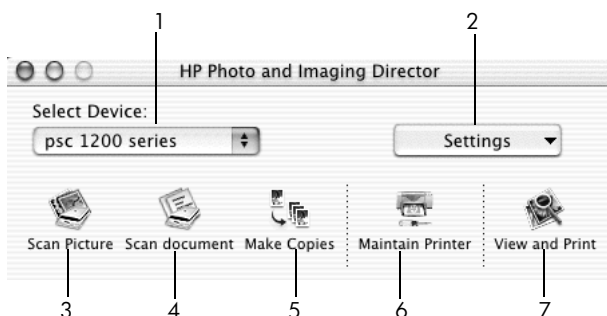 1 2
HP Photo and Imaging Director
Select Device:
psc 1200 series Settings
Scan Picture Scan document Make Copies Maintain Printer View and Print
3 4 5 6 7